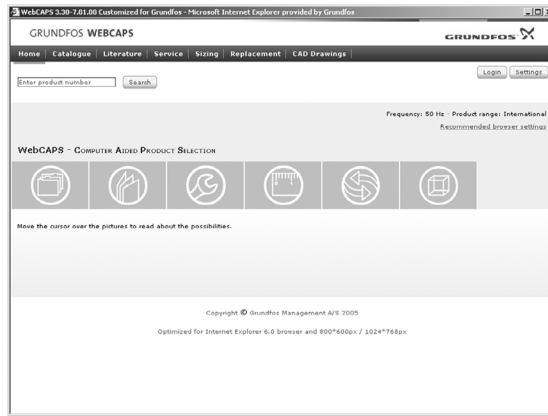 WebCAPS 3.30-7.01.00 Customized for Grundfos - Microsoft Internet Explorer provided by Grundfos
GRUNDFOS WEBCAPS
GRUNDFOS
Home Catalogue Literature Service Sizing Replacement CAD Drawings
Login Settings
Enter product number Search
Frequency: 50 Hz - Product range: International
Recommended browser settings
WebCAPS - Computer Aided Product Selection
Move the cursor over the pictures to read about the possibilities.
Copyright © Grundfos Management A/S 2005
Optimized for Internet Explorer 6.0 browser and 800*600px / 1024*768px